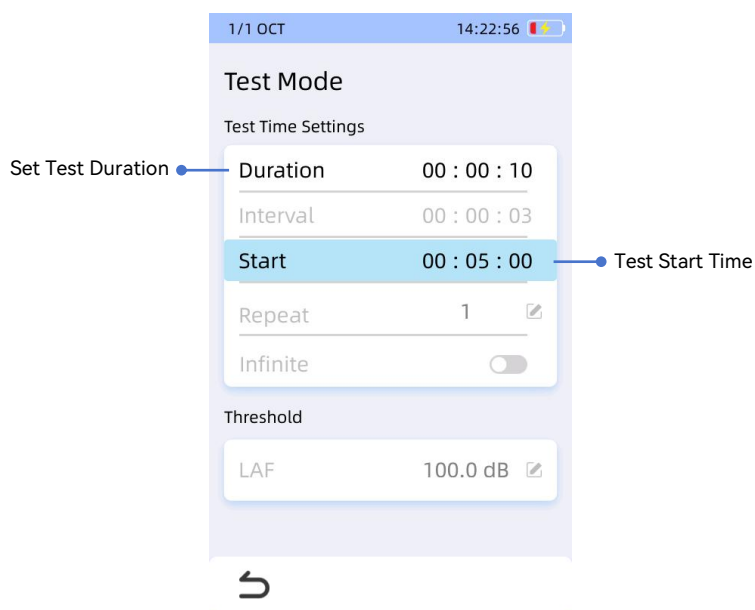 1/1 OCT 14:22:56
Test Mode
Test Time Settings
Set Test Duration
Duration 00 : 00 : 10
Interval 00 : 00 : 03
Start 00 : 05 : 00
Test Start Time
Repeat 1
Infinite
Threshold
LAF 100.0 dB